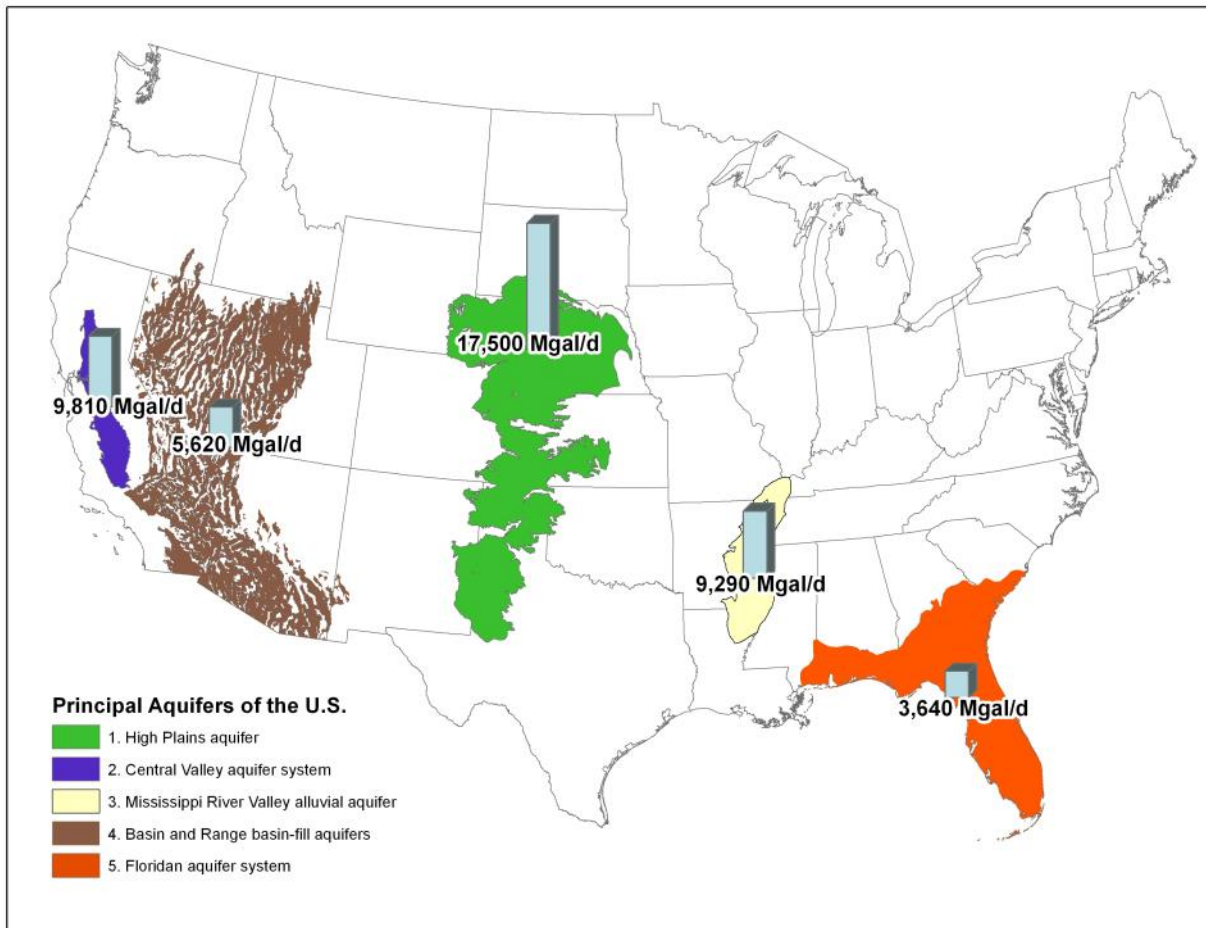 17,500 Mgal/d
9,810 Mgal/d
5,620 Mgal/d
9,290 Mgal/d
3,640 Mgal/d
Principal Aquifers of the U.S.
1. High Plains aquifer
2. Central Valley aquifer system
3. Mississippi River Valley alluvial aquifer
4. Basin and Range basin-fill aquifers
5. Floridan aquifer system